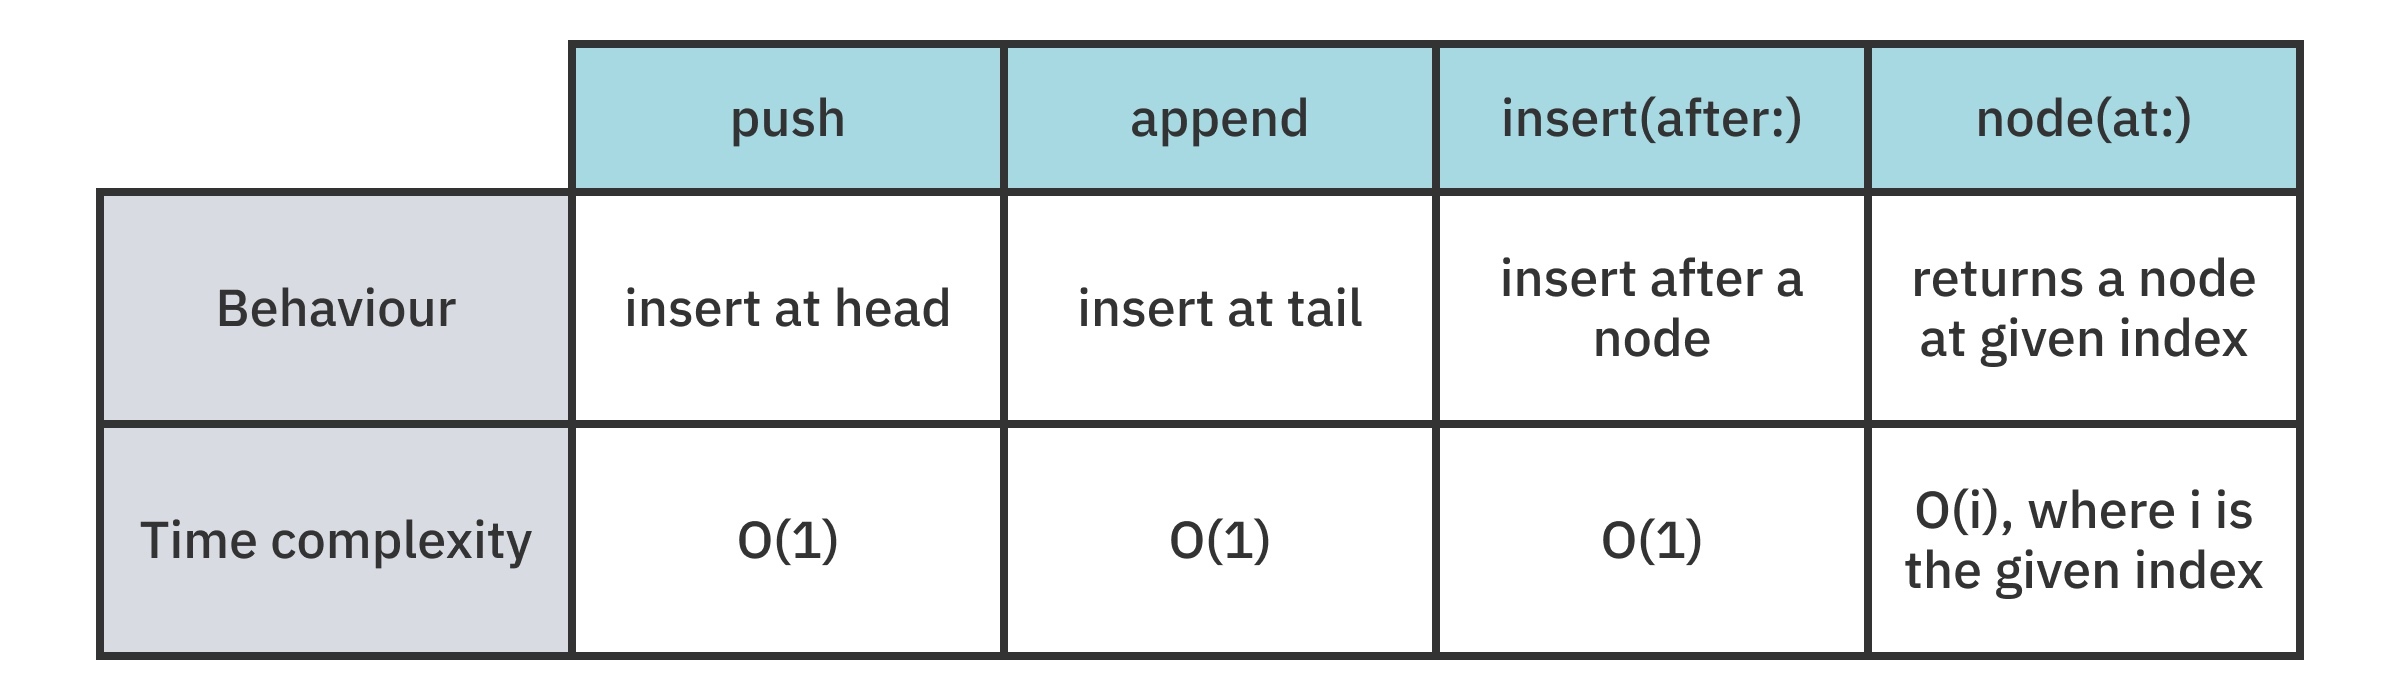 push
append
insert(after:)
node(at:)
Behaviour
insert at head
insert at tail
insert after a
node
returns a node
at given index
Time complexity
O(1)
O(1)
O(1)
O(i), where i is
the given index